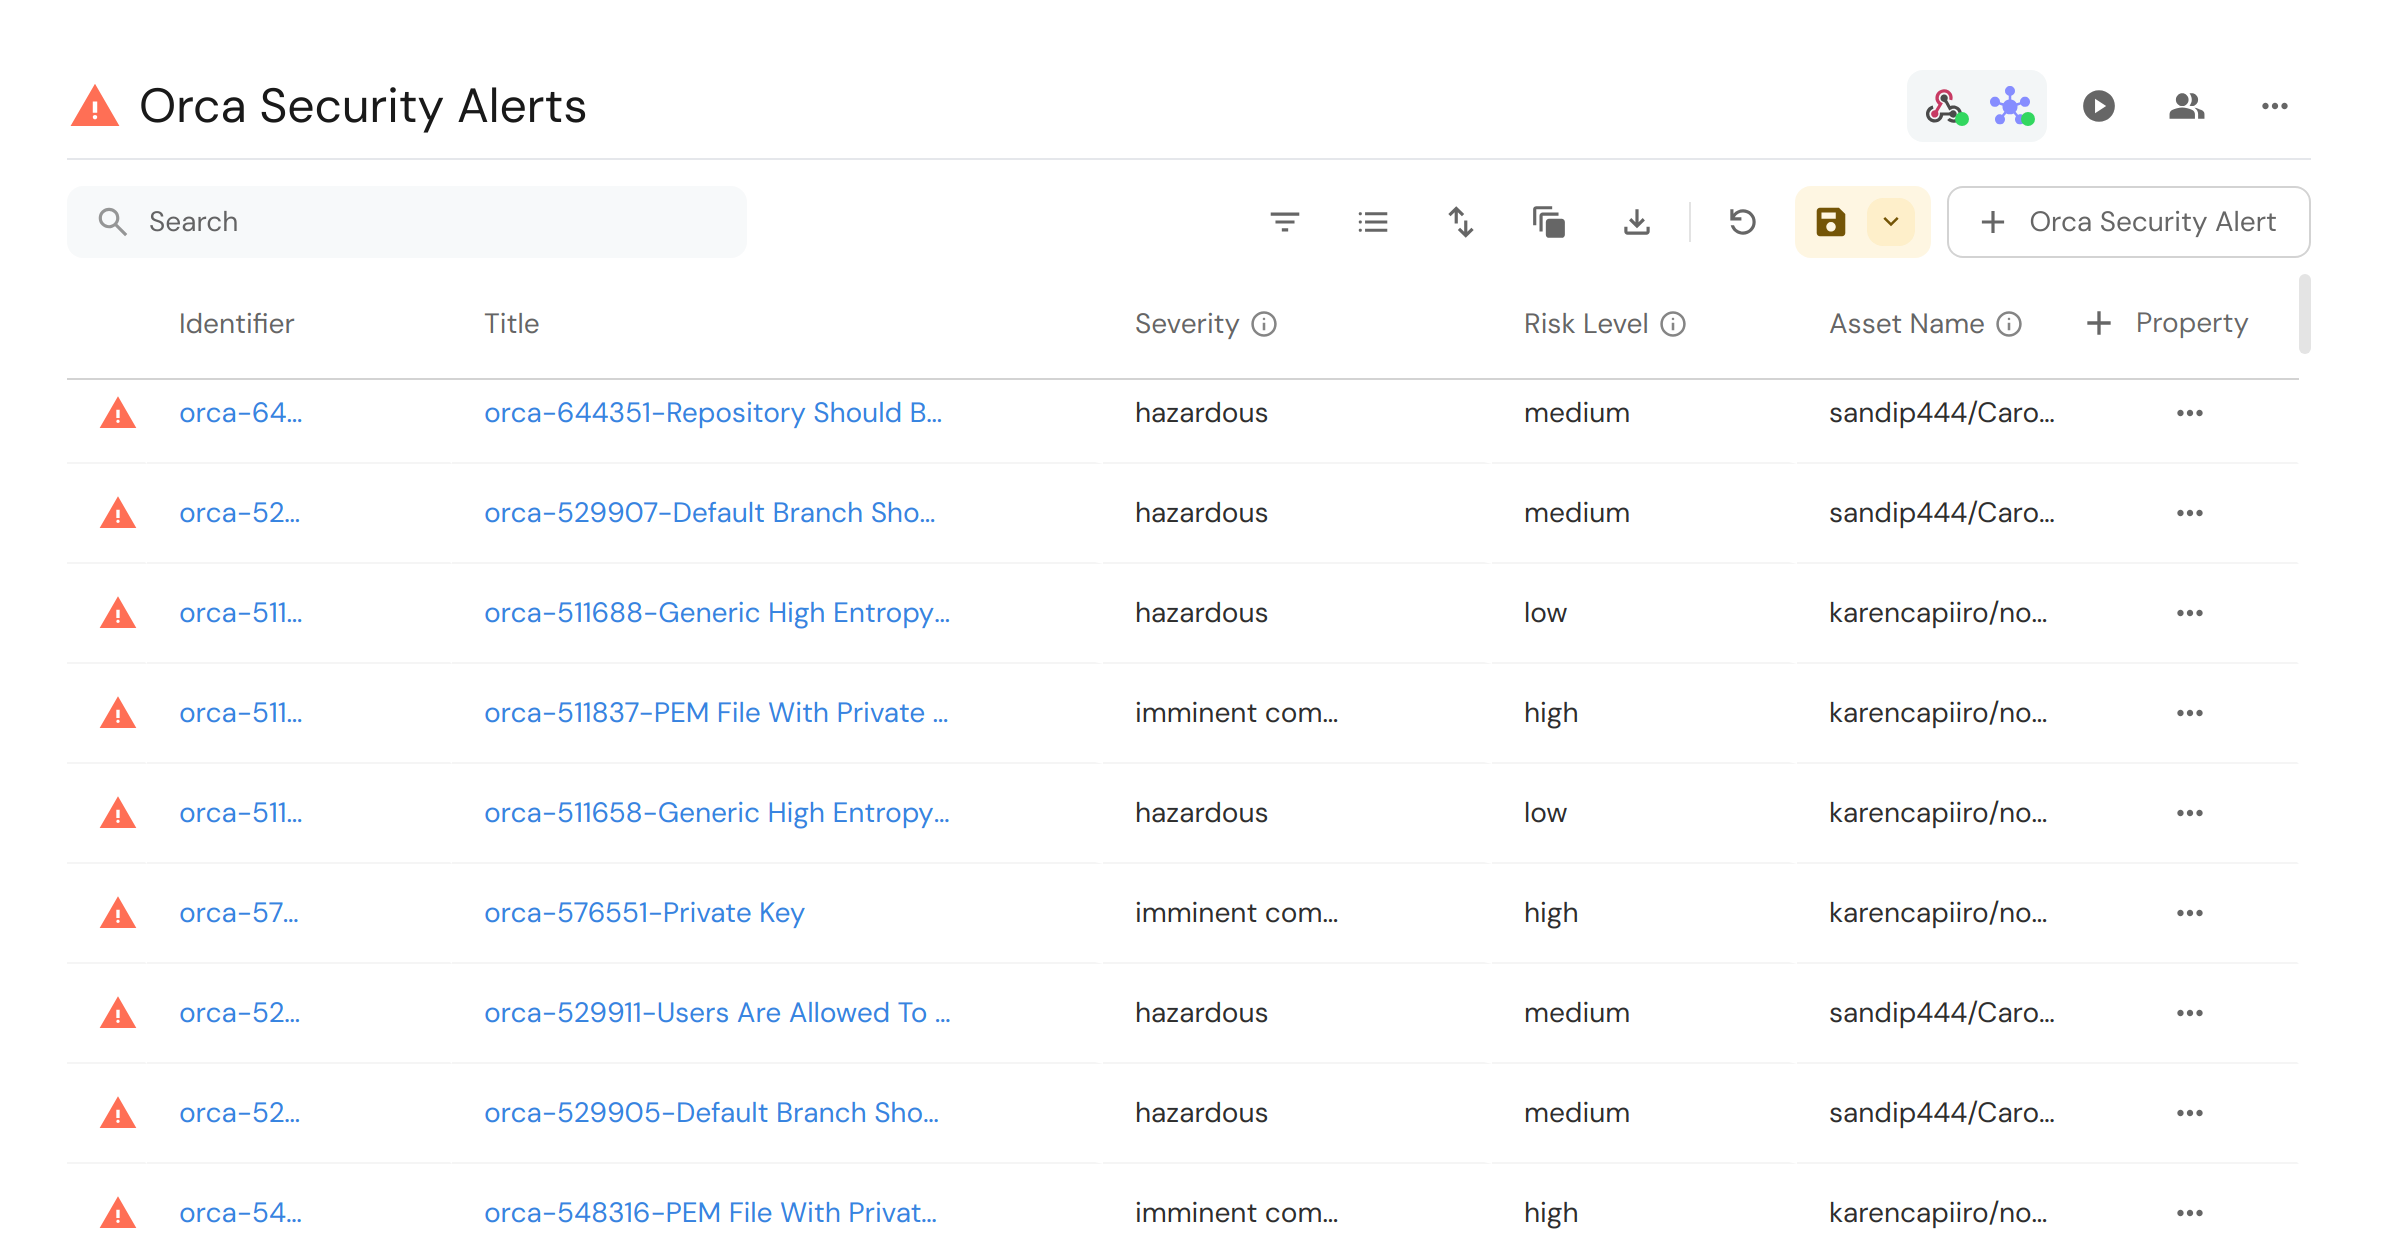 Orca Security Alerts
Search
Orca Security Alert
Identifier Title Severity Risk Level Asset Name + Property
orca-64... orca-644351-Repository Should B... hazardous medium sandip444/Caro...
orca-52... orca-529907-Default Branch Sho... hazardous medium sandip444/Caro...
orca-511... orca-511688-Generic High Entropy... hazardous low karencapiiro/no...
orca-511... orca-511837-PEM File With Private ... imminent com... high karencapiiro/no...
orca-511... orca-511658-Generic High Entropy... hazardous low karencapiiro/no...
orca-57... orca-576551-Private Key imminent com... high karencapiiro/no...
orca-52... orca-529911-Users Are Allowed To ... hazardous medium sandip444/Caro...
orca-52... orca-529905-Default Branch Sho... hazardous medium sandip444/Caro...
orca-54... orca-548316-PEM File With Privat... imminent com... high karencapiiro/no...